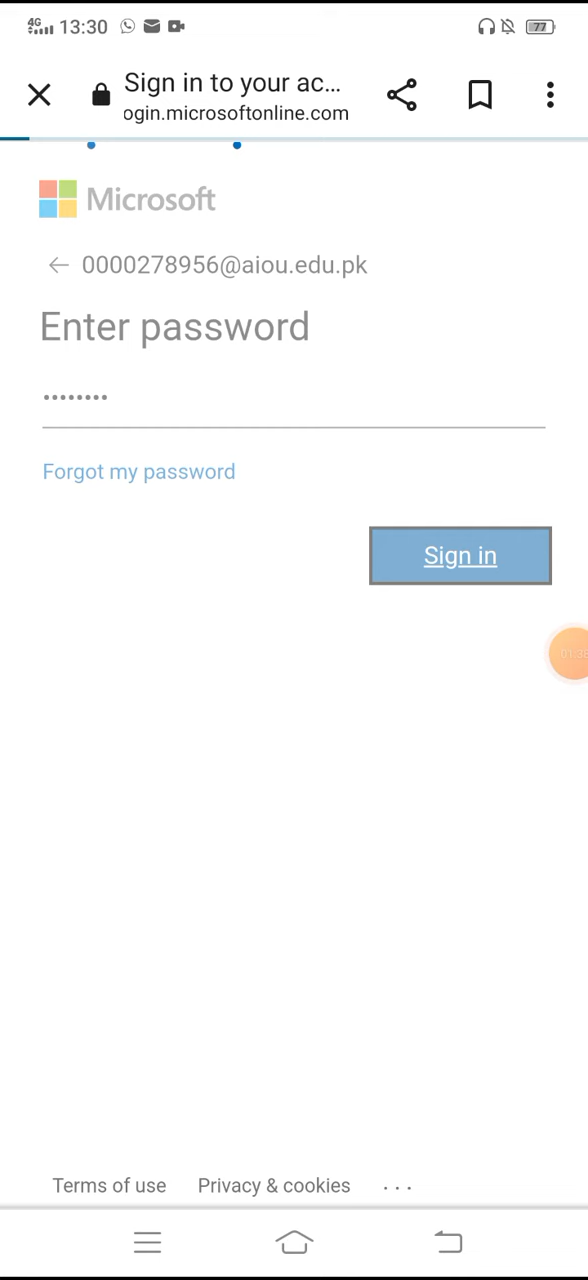 4G 13:30 77
Sign in to your ac...
ogin.microsoftonline.com
Microsoft
0000278956@aiou.edu.pk
Enter password
••••••••
Forgot my password
Sign in
Terms of use Privacy & cookies ...